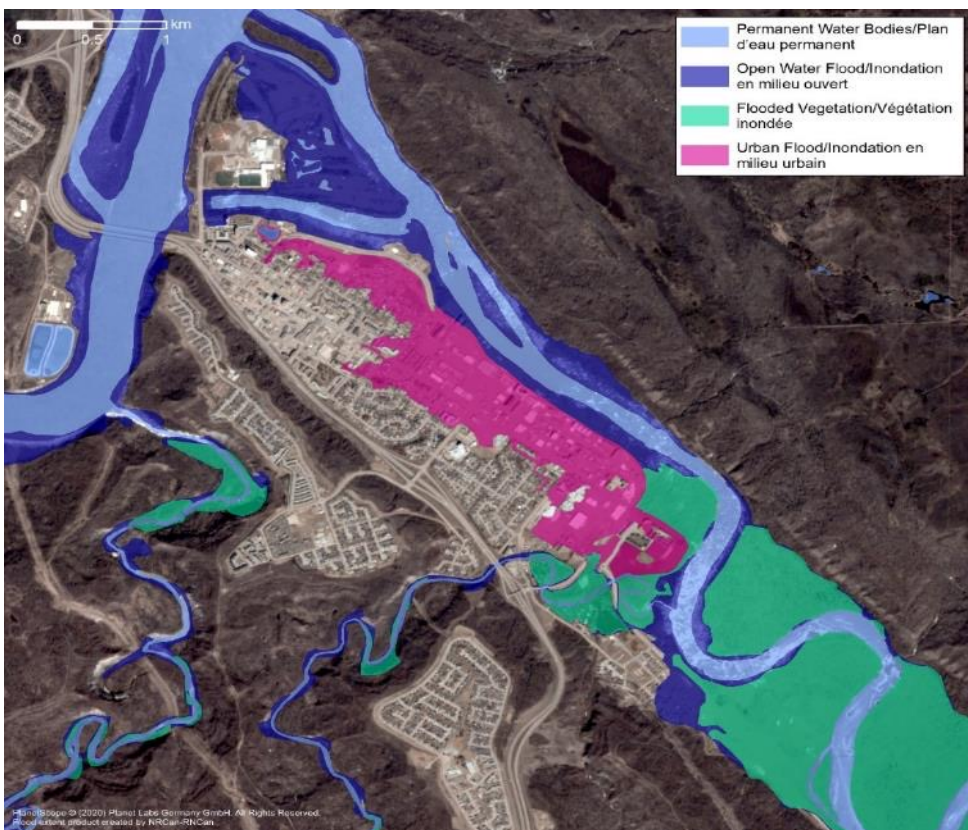 km
0 0.5 1
Permanent Water Bodies/Plan
d'eau permanent
Open Water Flood/Inondation
en milieu ouvert
Flooded Vegetation/Végétation
inondée
Urban Flood/Inondation en
milieu urbain
PlanetScope © (2020) Planet Labs Germany GmbH. All Rights Reserved.
Flood extent product created by NRCan-RNCan